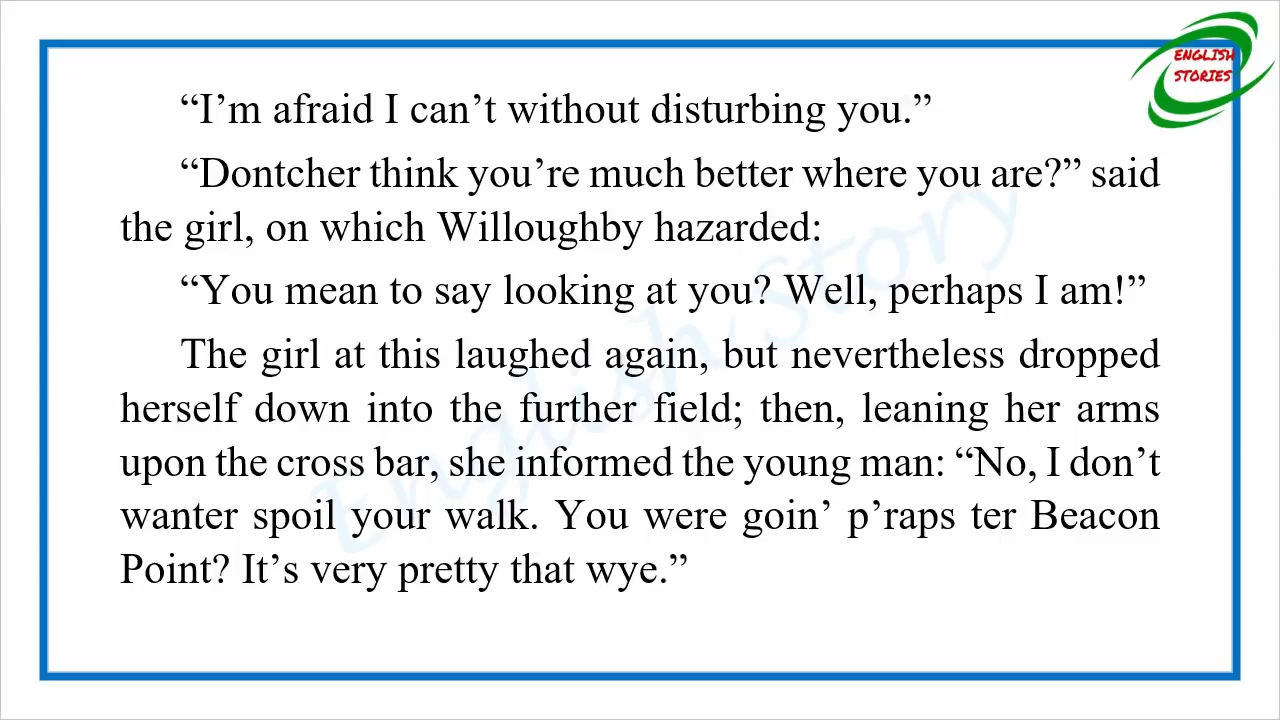 ENGLISH
STORIES
“I’m afraid I can’t without disturbing you.”
“Dontcher think you’re much better where you are?” said
the girl, on which Willoughby hazarded:
“You mean to say looking at you? Well, perhaps I am!”
The girl at this laughed again, but nevertheless dropped
herself down into the further field; then, leaning her arms
upon the cross bar, she informed the young man: “No, I don’t
wanter spoil your walk. You were goin’ p’raps ter Beacon
Point? It’s very pretty that wye.”
English Story